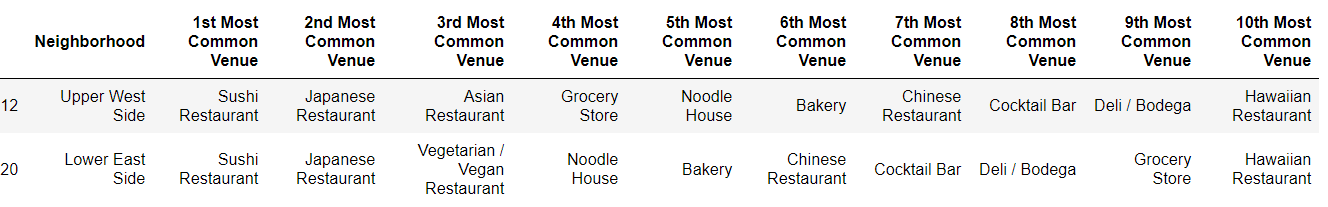 Neighborhood 1st Most Common Venue 2nd Most Common Venue 3rd Most Common Venue 4th Most Common Venue 5th Most Common Venue 6th Most Common Venue 7th Most Common Venue 8th Most Common Venue 9th Most Common Venue 10th Most Common Venue
12 Upper West Side Sushi Restaurant Japanese Restaurant Asian Restaurant Grocery Store Noodle House Bakery Chinese Restaurant Cocktail Bar Deli / Bodega Hawaiian Restaurant
20 Lower East Side Sushi Restaurant Japanese Restaurant Vegetarian / Vegan Restaurant Noodle House Bakery Chinese Restaurant Cocktail Bar Deli / Bodega Grocery Store Hawaiian Restaurant